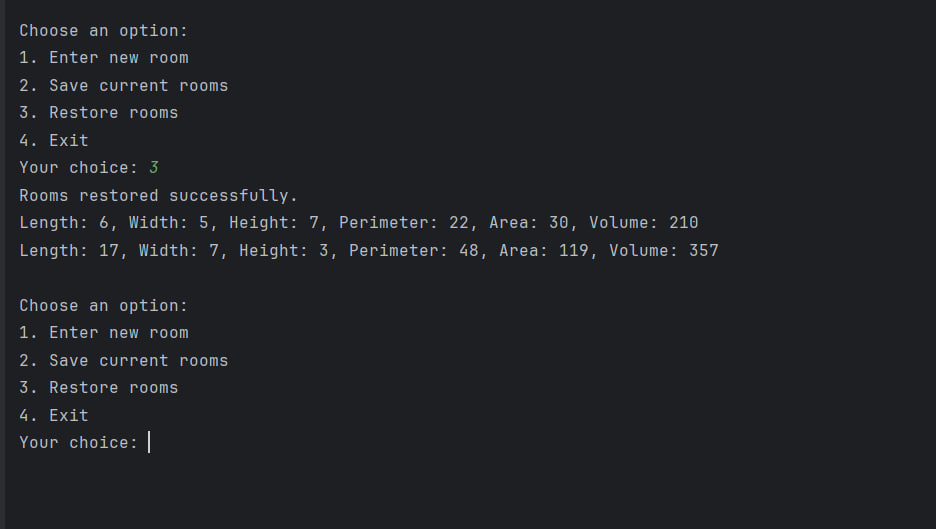 Choose an option:
1. Enter new room
2. Save current rooms
3. Restore rooms
4. Exit
Your choice: 3
Rooms restored successfully.
Length: 6, Width: 5, Height: 7, Perimeter: 22, Area: 30, Volume: 210
Length: 17, Width: 7, Height: 3, Perimeter: 48, Area: 119, Volume: 357
Choose an option:
1. Enter new room
2. Save current rooms
3. Restore rooms
4. Exit
Your choice: